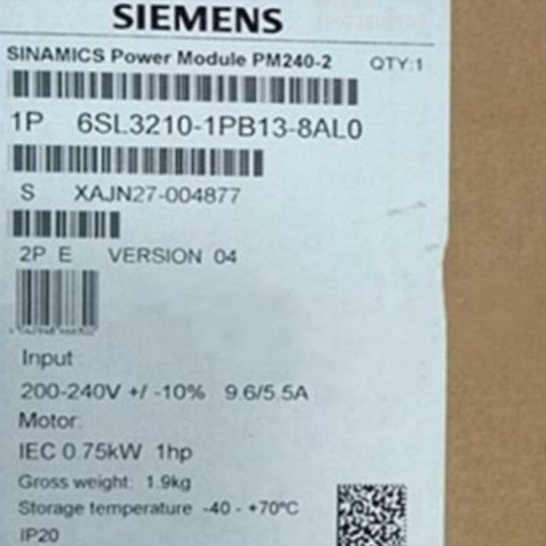 SIEMENS
SINAMICS Power Module PM240-2 QTY:1
1P 6SL3210-1PB13-8AL0
S XAJN27-004877
2P E VERSION 04
Input
200-240V +/ -10% 9.6/5.5A
Motor:
IEC 0.75kW 1hp
Gross weight: 1.9kg
Storage temperature -40 - +70ºC
IP20